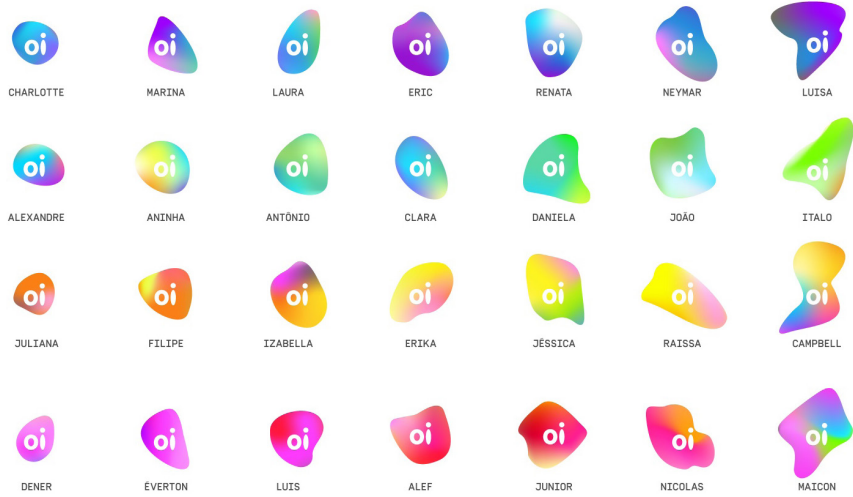 oi oi oi oi oi oi oi
CHARLOTTE MARINA LAURA ERIC RENATA NEYMAR LUISA
oi oi oi oi oi oi oi
ALEXANDRE ANINHA ANTÔNIO CLARA DANIELA JOÃO ITALO
oi oi oi oi oi oi oi
JULIANA FILIPE IZABELLA ERIKA JÉSSICA RAISSA CAMPBELL
oi oi oi oi oi oi oi
DENER ÉVERTON LUIS ALEF JUNIOR NICOLAS MAICON